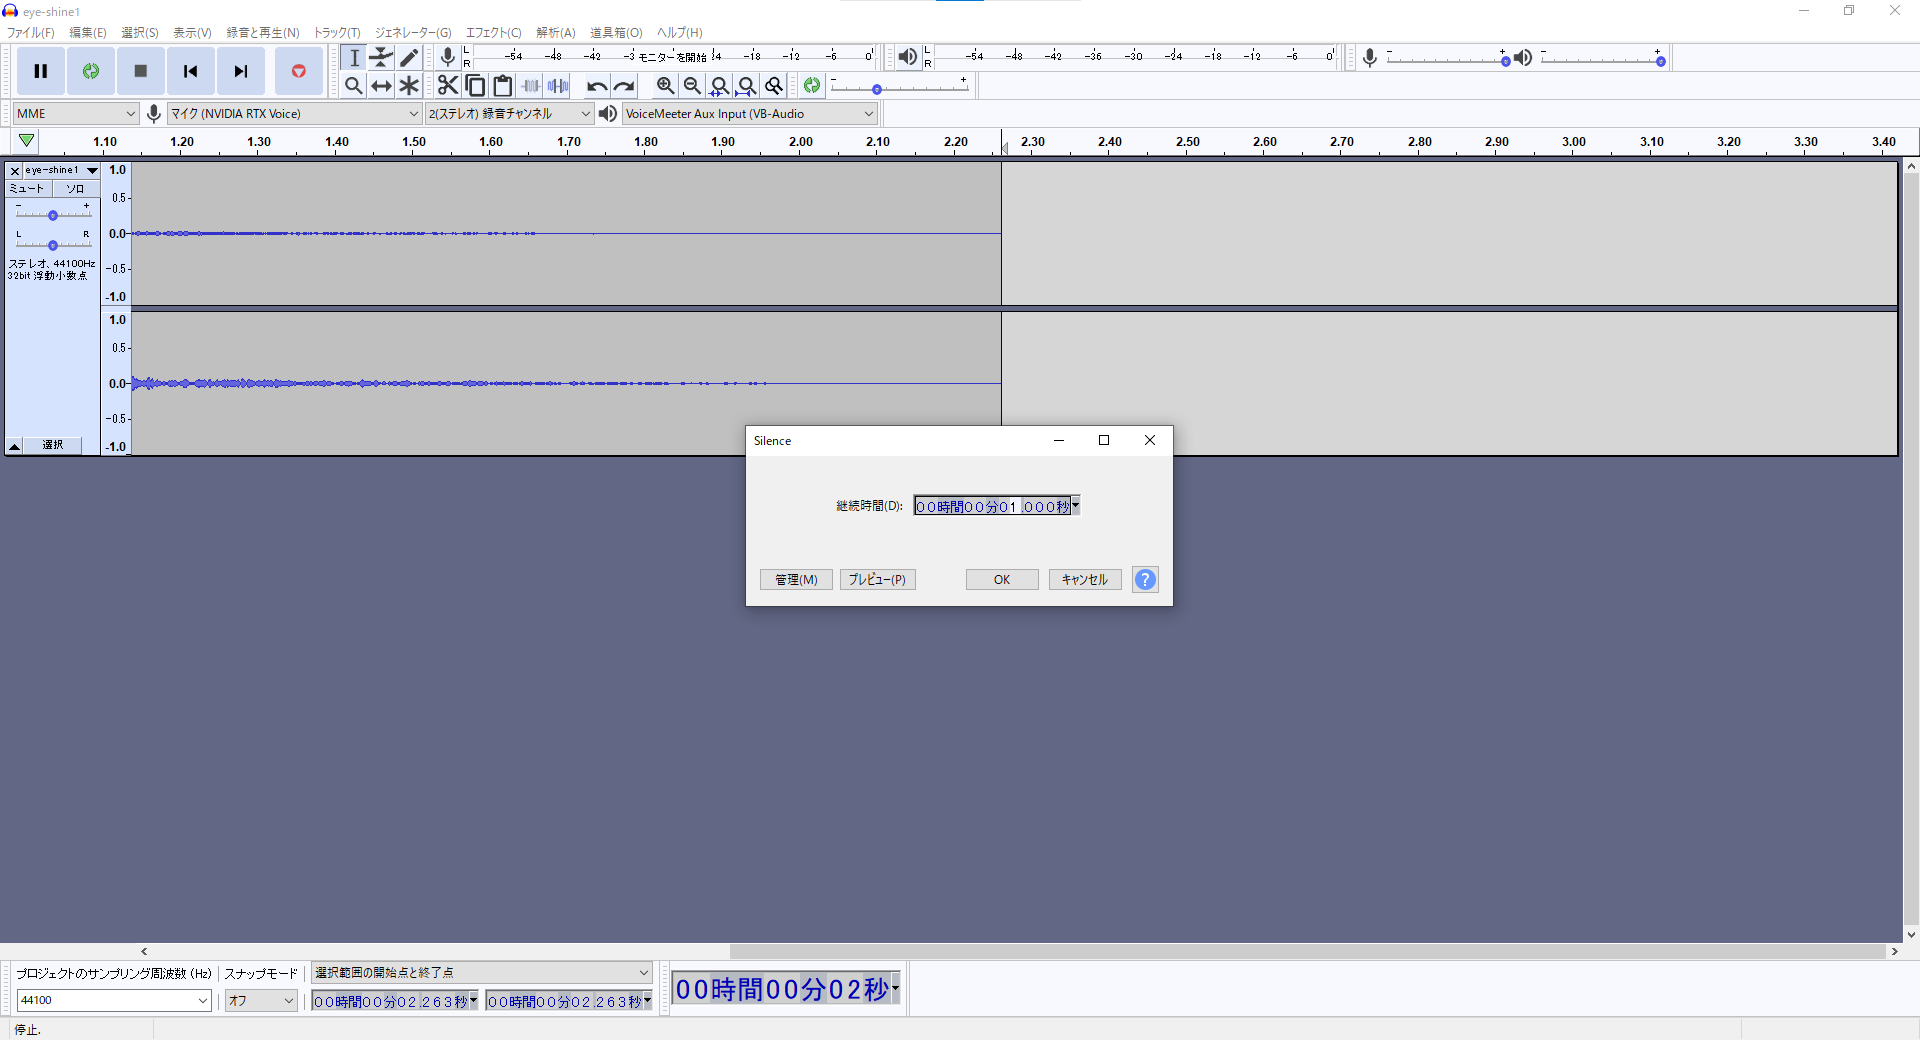 eye-shine1
ファイル(F) 編集(E) 選択(S) 表示(V) 録音と再生(N) トラック(T) ジェネレーター(G) エフェクト(C) 解析(A) 道具箱(O) ヘルプ(H)
L
R
-54 -48 -42 -3 モニターを開始 !4 -18 -12 -6 0
L
R
-54 -48 -42 -36 -30 -24 -18 -12 -6 0
- +
- +
- +
MME マイク (NVIDIA RTX Voice) 2(ステレオ) 録音チャンネル VoiceMeeter Aux Input (VB-Audio
1.10 1.20 1.30 1.40 1.50 1.60 1.70 1.80 1.90 2.00 2.10 2.20 2.30 2.40 2.50 2.60 2.70 2.80 2.90 3.00 3.10 3.20 3.30 3.40
eye-shine1
ミュート ソロ
- +
L R
ステレオ, 44100Hz
32bit 浮動小数点
選択
1.0
0.5
0.0
-0.5
-1.0
1.0
0.5
0.0
-0.5
-1.0
Silence
継続時間(D): 00時間00分01.000秒
管理(M) プレビュー(P) OK キャンセル ?
プロジェクトのサンプリング周波数 (Hz) スナップモード 選択範囲の開始点と終了点
44100 オフ 00時間00分02.263秒 00時間00分02.263秒
00時間00分02秒
停止.